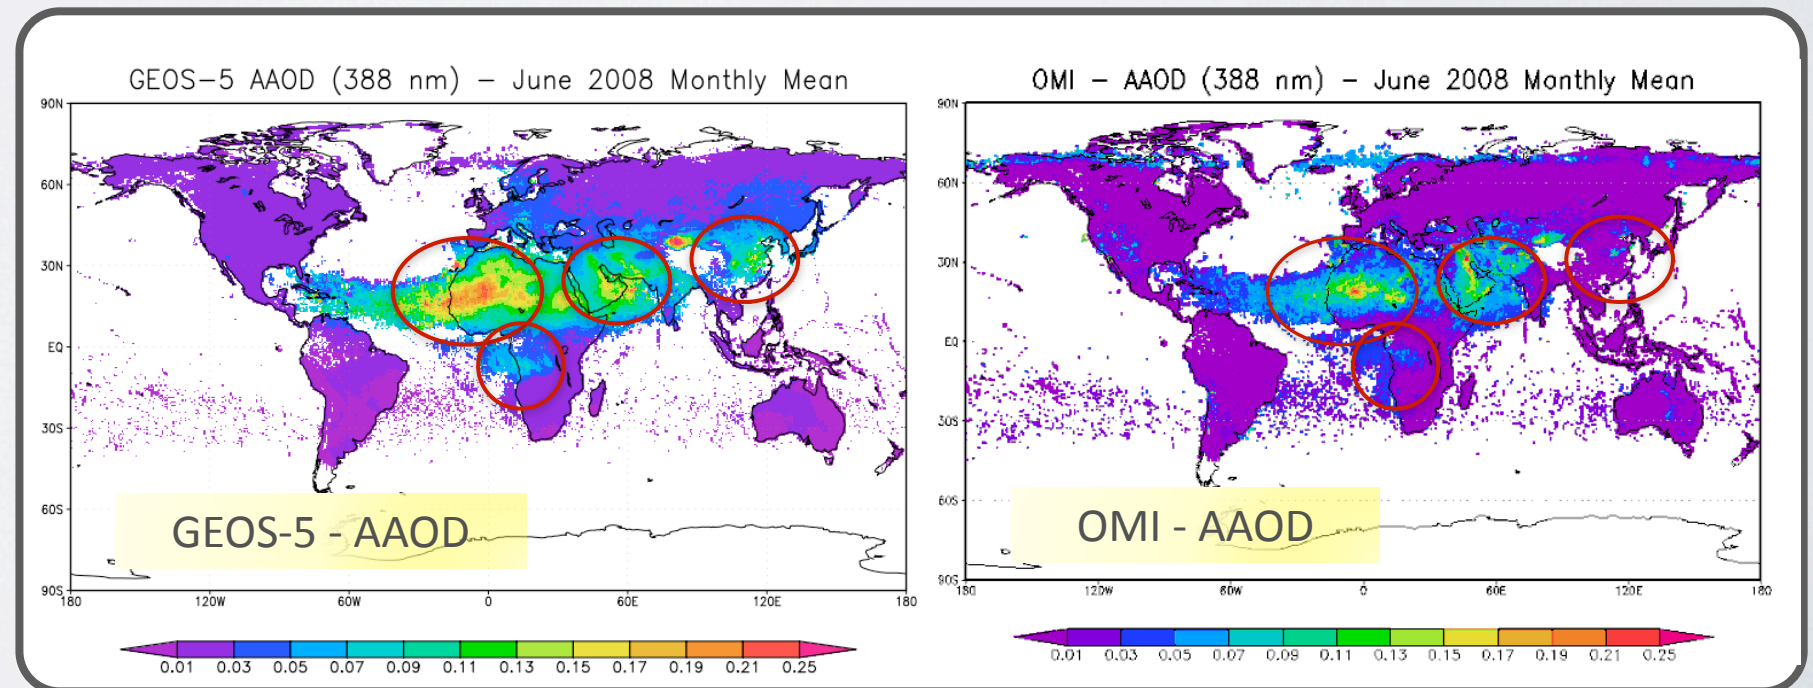 GEOS-5 AAOD (388 nm) - June 2008 Monthly Mean
90N
60N
30N
EQ
30S
60S
90S
180 120W 60W 0 60E 120E 180
GEOS-5 - AAOD
0.01 0.03 0.05 0.07 0.09 0.11 0.13 0.15 0.17 0.19 0.21 0.25
OMI - AAOD (388 nm) - June 2008 Monthly Mean
90N
60N
30N
EQ
30S
60S
90S
180 120W 60W 0 60E 120E 180
OMI - AAOD
0.01 0.03 0.05 0.07 0.09 0.11 0.13 0.15 0.17 0.19 0.21 0.25